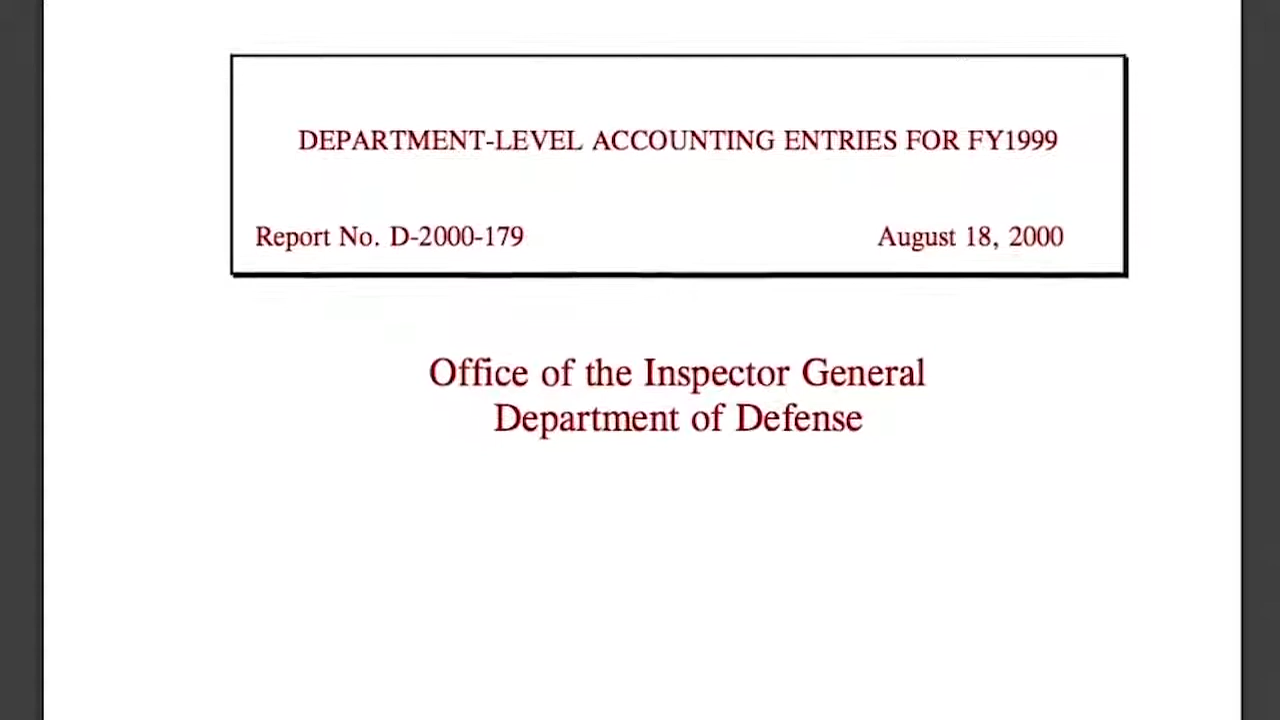 DEPARTMENT-LEVEL ACCOUNTING ENTRIES FOR FY1999
Report No. D-2000-179 August 18, 2000
Office of the Inspector General
Department of Defense